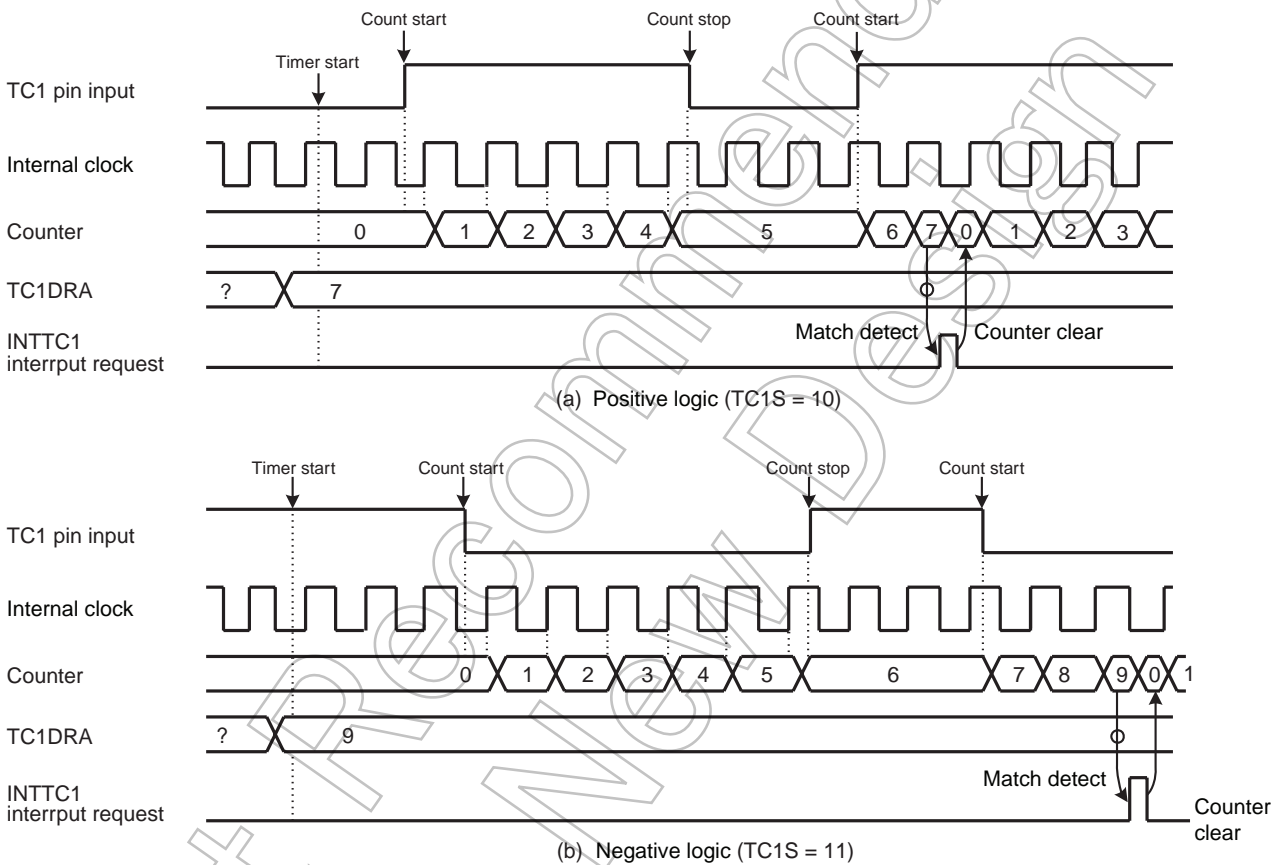 Count start Count stop Count start
Timer start
TC1 pin input
Internal clock
Counter 0 1 2 3 4 5 6 7 0 1 2 3
TC1DRA ? 7
Match detect Counter clear
INTTC1
interrput request
(a) Positive logic (TC1S = 10)
Timer start Count start Count stop Count start
TC1 pin input
Internal clock
Counter 0 1 2 3 4 5 6 7 8 9 0 1
TC1DRA ? 9
Match detect
INTTC1
interrput request
Counter
clear
(b) Negative logic (TC1S = 11)
Recommend
New Design